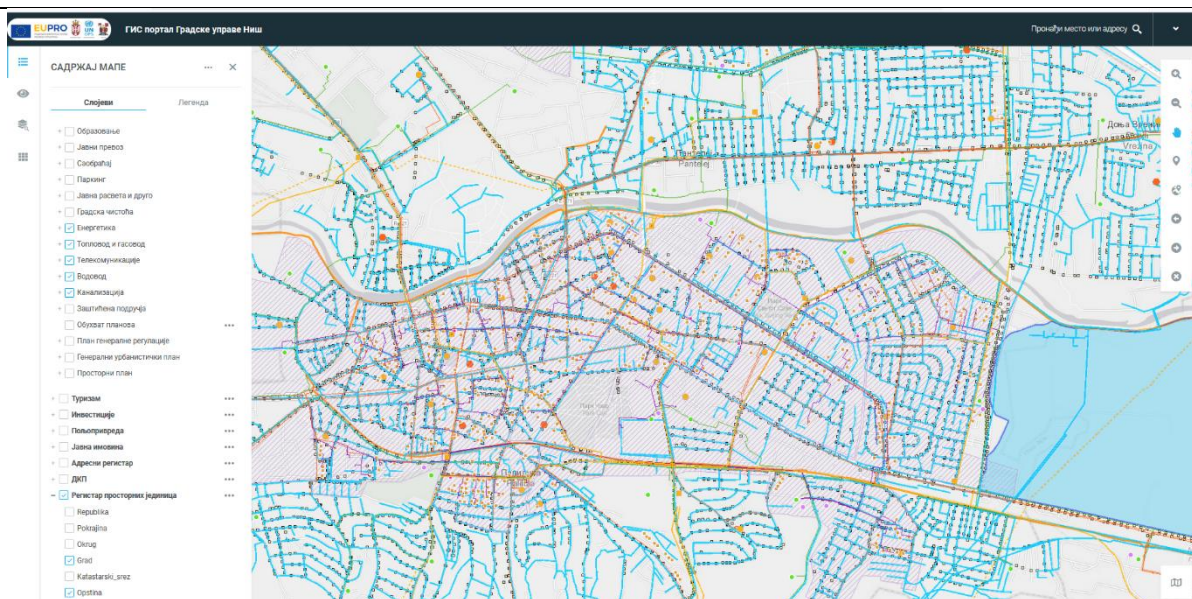 EUPRO
ГИС портал Градске управе Ниш
Пронађи место или адресу
САДРЖАЈ МАПЕ
Слојеви
Легенда
Образовање
Јавни превоз
Саобраћај
Паркинг
Јавна расвета и друго
Градска чистоћа
Енергетика
Топловод и гасовод
Телекомуникације
Водовод
Канализација
Заштићена подручја
Обухват планова
План генералне регулације
Генерални урбанистички план
Просторни план
Туризам
Инвестиције
Пољопривреда
Јавна имовина
Адресни регистар
ДКП
Регистар просторних јединица
Republika
Pokrajina
Okrug
Grad
Katastarski_srez
Opstina
Pantelej
Vrezina